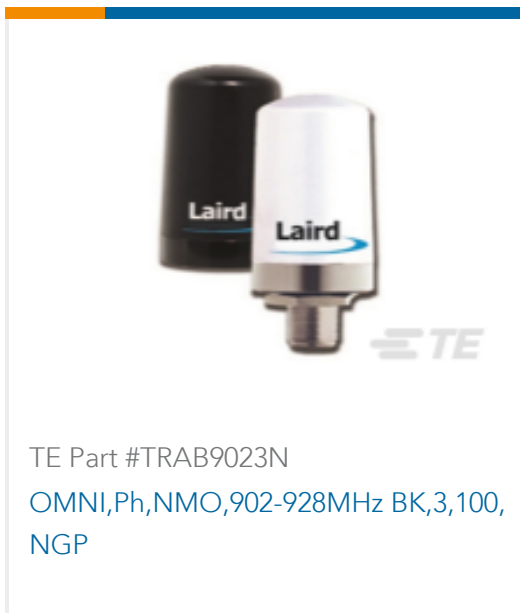 Laird
Laird
TE
TE Part #TRAB9023N
OMNI,Ph,NMO,902-928MHz BK,3,100,
NGP